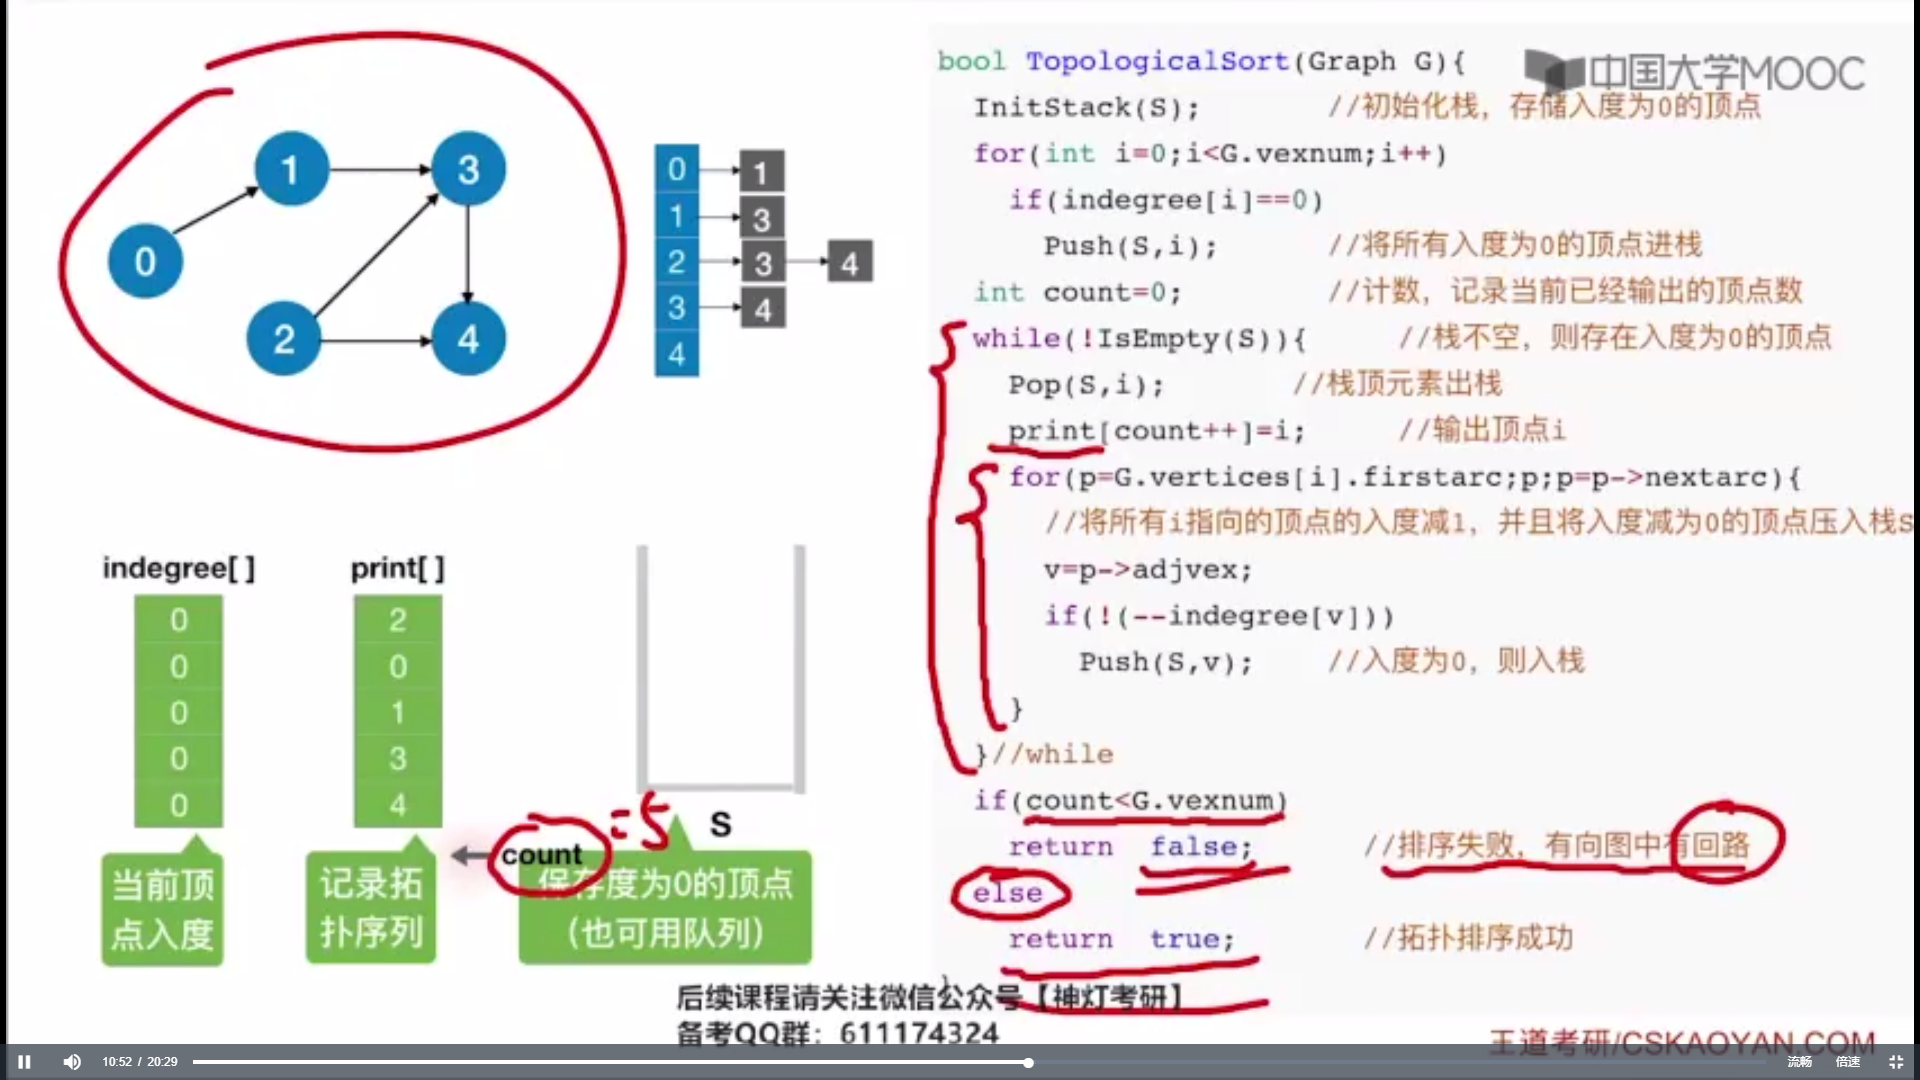 中国大学MOOC
1
3
0
2
4
0 1
1 3
2 3 4
3 4
4
indegree[ ]
0
0
0
0
0
当前顶
点入度
print[ ]
2
0
1
3
4
记录拓
扑序列
count =5
S
保存度为0的顶点
（也可用队列）
bool TopologicalSort(Graph G){
InitStack(S); //初始化栈，存储入度为0的顶点
for(int i=0;i<G.vexnum;i++)
if(indegree[i]==0)
Push(S,i); //将所有入度为0的顶点进栈
int count=0; //计数，记录当前已经输出的顶点数
while(!IsEmpty(S)){ //栈不空，则存在入度为0的顶点
Pop(S,i); //栈顶元素出栈
print[count++]=i; //输出顶点i
for(p=G.vertices[i].firstarc;p;p=p->nextarc){
//将所有i指向的顶点的入度减1，并且将入度减为0的顶点压入栈S
v=p->adjvex;
if(!(--indegree[v]))
Push(S,v); //入度为0，则入栈
}
}//while
if(count<G.vexnum)
return false; //排序失败，有向图中有回路
else
return true; //拓扑排序成功
}
后续课程请关注微信公众号【神灯考研】
备考QQ群：611174324
王道考研/CSKAOYAN.COM
10:52 / 20:29
流畅 倍速